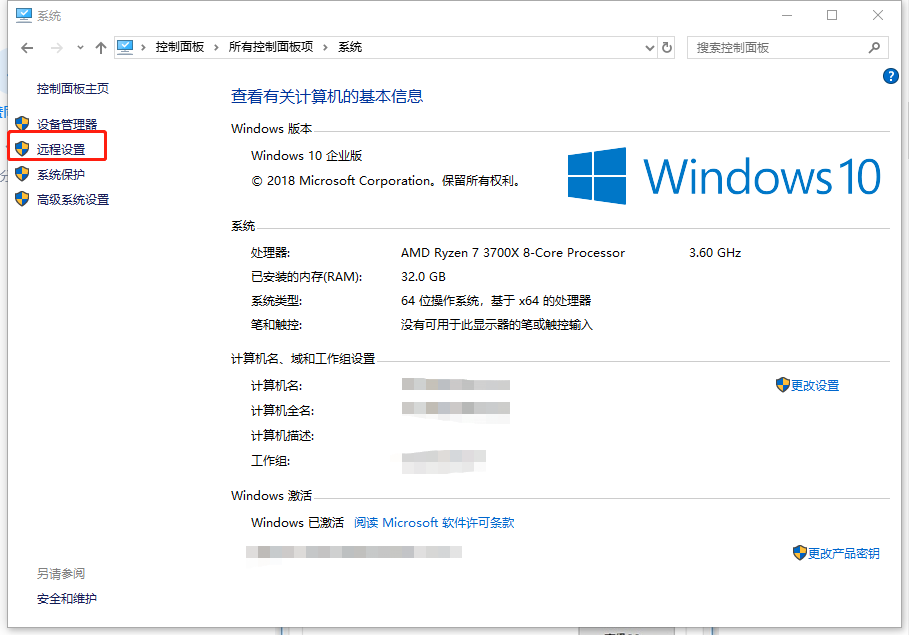 系统
控制面板 › 所有控制面板项 › 系统
搜索控制面板
控制面板主页
设备管理器
远程设置
系统保护
高级系统设置
查看有关计算机的基本信息
Windows 版本
Windows 10 企业版
© 2018 Microsoft Corporation。保留所有权利。
Windows 10
系统
处理器: AMD Ryzen 7 3700X 8-Core Processor 3.60 GHz
已安装的内存(RAM): 32.0 GB
系统类型: 64 位操作系统，基于 x64 的处理器
笔和触控: 没有可用于此显示器的笔或触控输入
计算机名、域和工作组设置
计算机名:
更改设置
计算机全名:
计算机描述:
工作组:
Windows 激活
Windows 已激活 阅读 Microsoft 软件许可条款
更改产品密钥
另请参阅
安全和维护